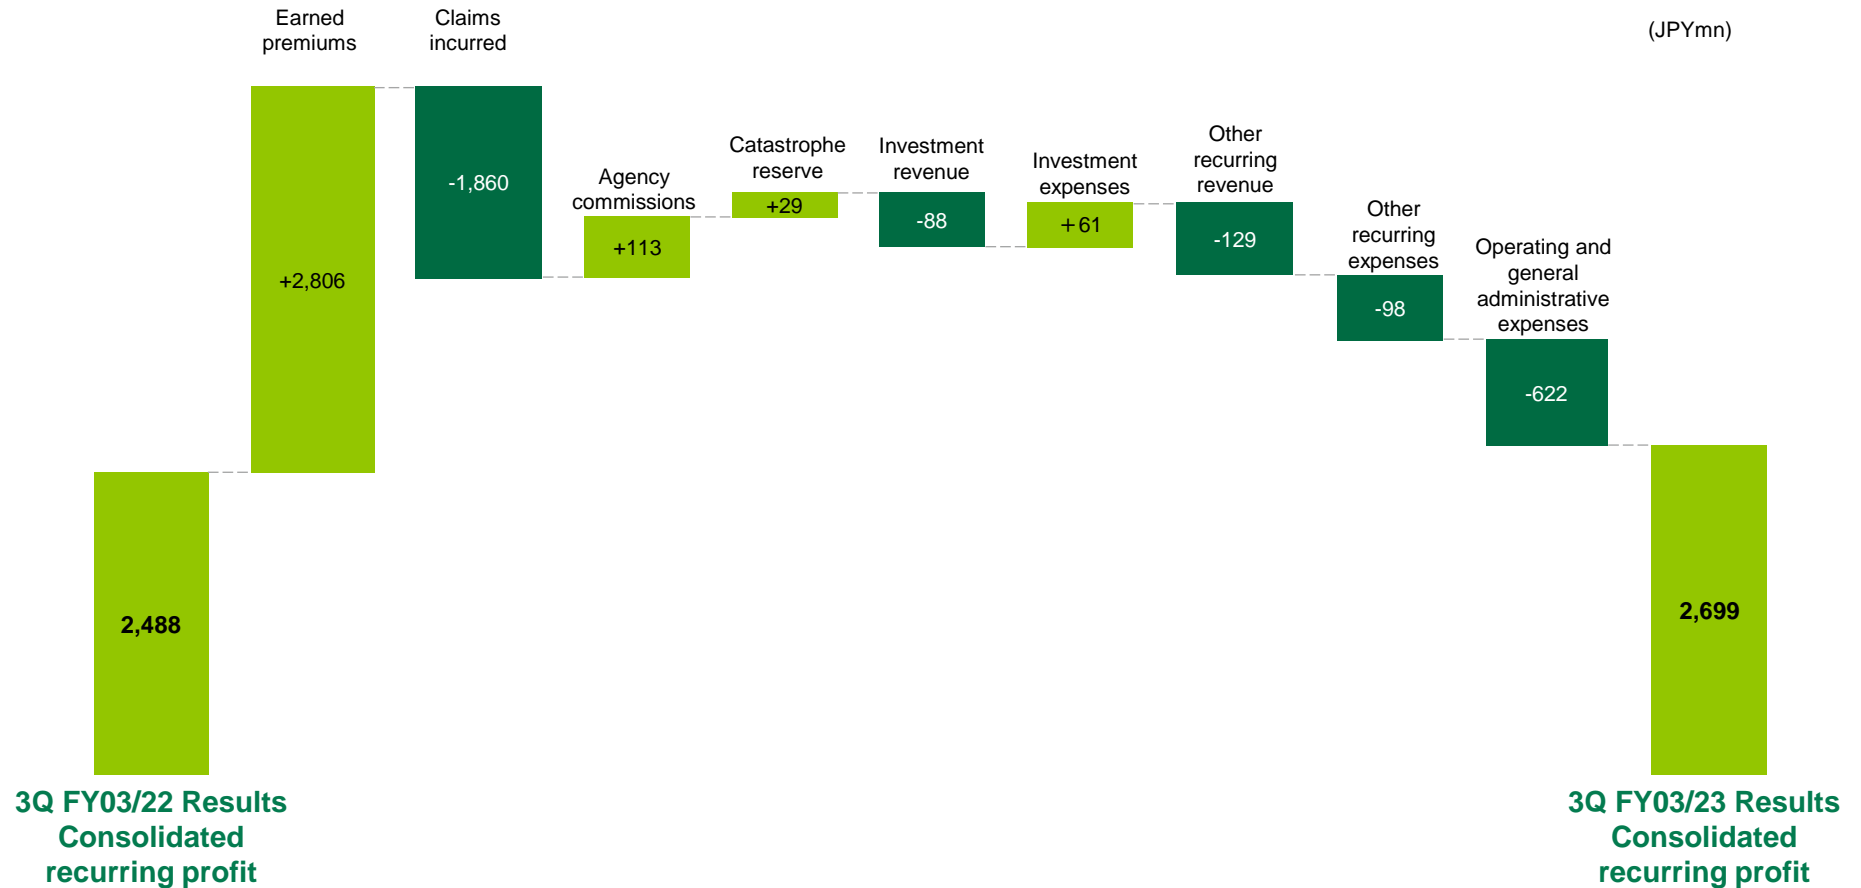 Earned
premiums
Claims
incurred
(JPYmn)
+2,806
-1,860
Agency
commissions
+113
Catastrophe
reserve
+29
Investment
revenue
-88
Investment
expenses
+61
Other
recurring
revenue
-129
Other
recurring
expenses
-98
Operating and
general
administrative
expenses
-622
2,488
2,699
3Q FY03/22 Results
Consolidated
recurring profit
3Q FY03/23 Results
Consolidated
recurring profit